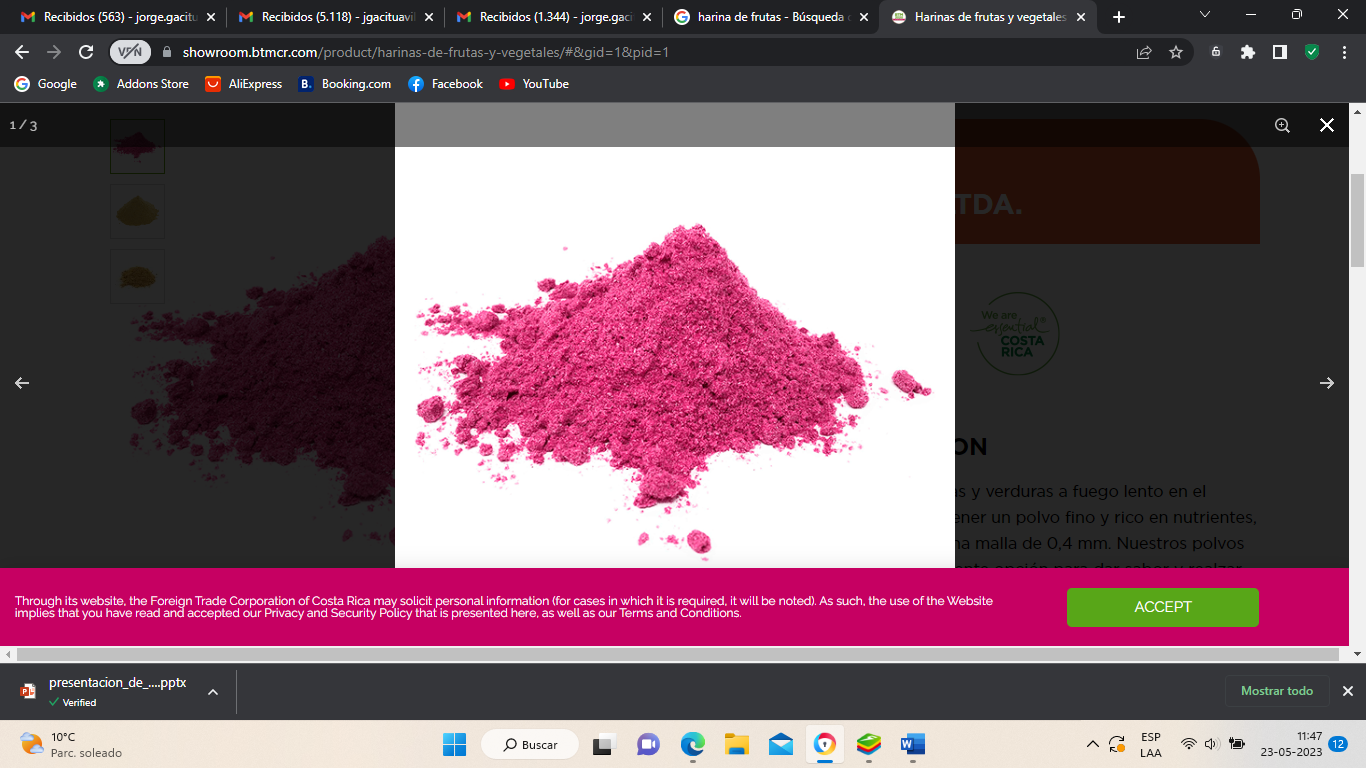 Recibidos (563) - jorge.gacitu
Recibidos (5.118) - jgacituavil
Recibidos (1.344) - jorge.gaci
harina de frutas - Búsqueda
Harinas de frutas y vegetales
VPN
showroom.btmcr.com/product/harinas-de-frutas-y-vegetales/#&gid=1&pid=1
Google
Addons Store
AliExpress
B. Booking.com
Facebook
YouTube
1 / 3
TDA.
We are
essential
COSTA
RICA
ON
as y verduras a fuego lento en el
ener un polvo fino y rico en nutrientes,
na malla de 0,4 mm. Nuestros polvos
Through its website, the Foreign Trade Corporation of Costa Rica may solicit personal information (for cases in which it is required, it will be noted). As such, the use of the Website
implies that you have read and accepted our Privacy and Security Policy that is presented here, as well as our Terms and Conditions.
ACCEPT
presentacion_de_....pptx
Verified
Mostrar todo
10°C
Parc. soleado
Buscar
ESP
LAA
11:47
23-05-2023
12